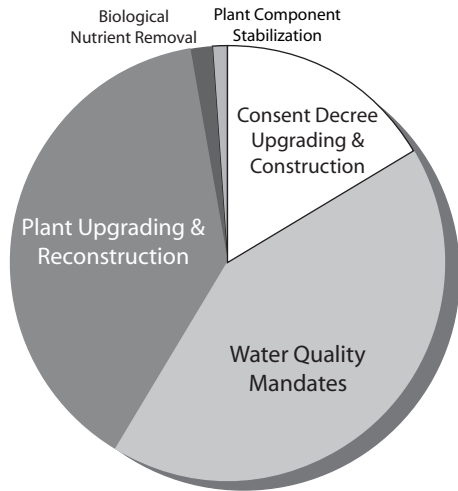 Biological
Nutrient Removal
Plant Component
Stabilization
Consent Decree
Upgrading &
Construction
Plant Upgrading &
Reconstruction
Water Quality
Mandates